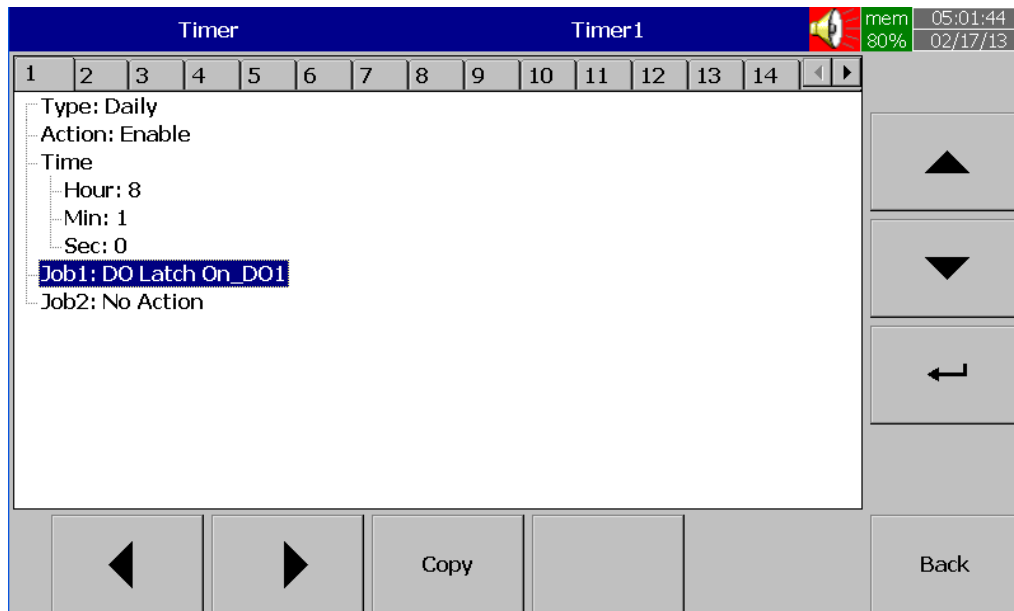 Timer Timer1 mem 05:01:44
80% 02/17/13
1 2 3 4 5 6 7 8 9 10 11 12 13 14
Type: Daily
Action: Enable
Time
Hour: 8
Min: 1
Sec: 0
Job1: DO Latch On_DO1
Job2: No Action
Copy Back